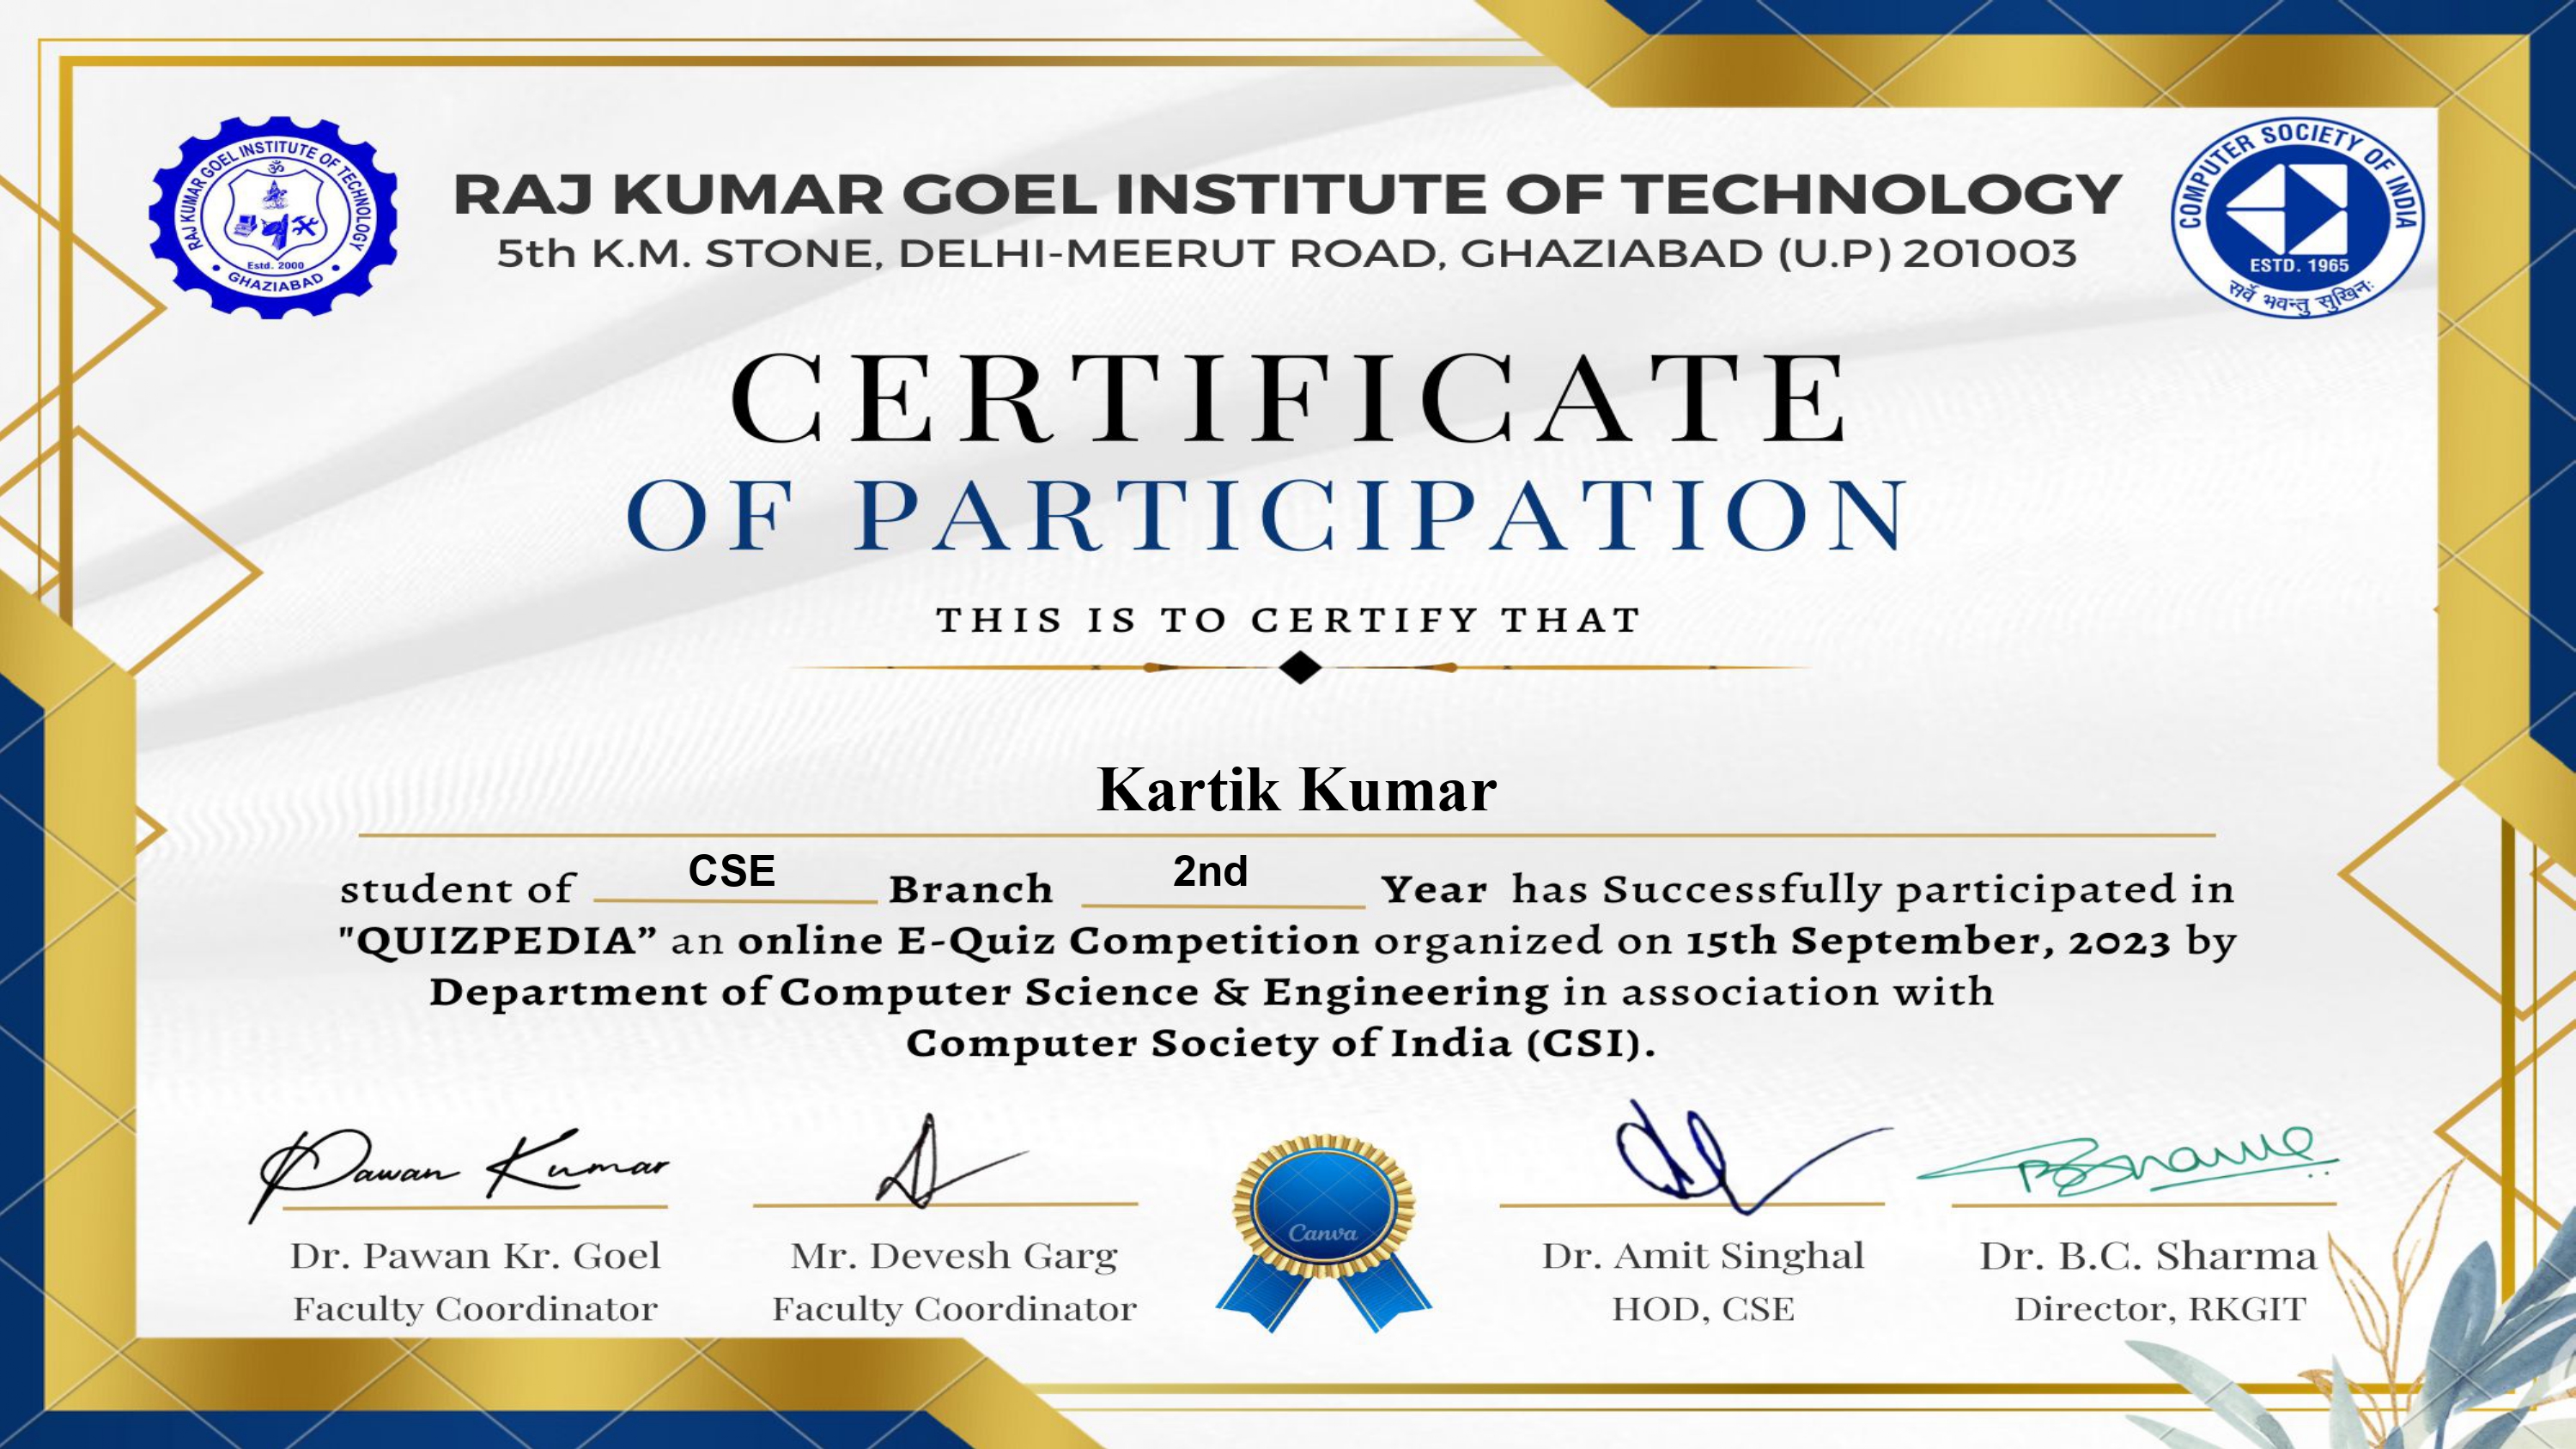 RAJ KUMAR GOEL INSTITUTE OF TECHNOLOGY
Estd. 2000
GHAZIABAD
RAJ KUMAR GOEL INSTITUTE OF TECHNOLOGY
5th K.M. STONE, DELHI-MEERUT ROAD, GHAZIABAD (U.P) 201003
COMPUTER SOCIETY OF INDIA
ESTD. 1965
सर्वे भवन्तु सुखिनः
CERTIFICATE
OF PARTICIPATION
THIS IS TO CERTIFY THAT
Kartik Kumar
student of CSE Branch 2nd Year has Successfully participated in
"QUIZPEDIA” an online E-Quiz Competition organized on 15th September, 2023 by
Department of Computer Science & Engineering in association with
Computer Society of India (CSI).
Pawan Kumar
Canva
Dr. Pawan Kr. Goel
Faculty Coordinator
Mr. Devesh Garg
Faculty Coordinator
Dr. Amit Singhal
HOD, CSE
Dr. B.C. Sharma
Director, RKGIT